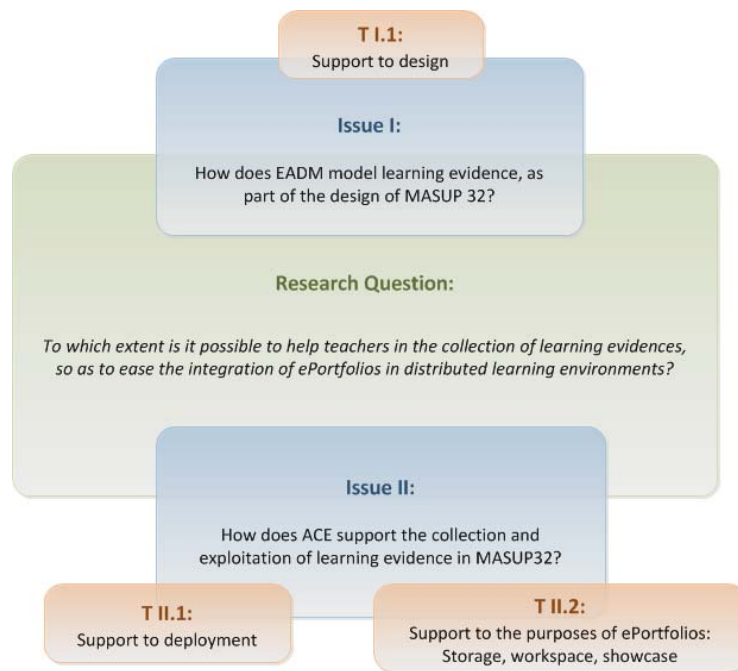 T I.1:
Support to design
Issue I:
How does EADM model learning evidence, as
part of the design of MASUP 32?
Research Question:
To which extent is it possible to help teachers in the collection of learning evidences,
so as to ease the integration of ePortfolios in distributed learning environments?
Issue II:
How does ACE support the collection and
exploitation of learning evidence in MASUP32?
T II.1:
Support to deployment
T II.2:
Support to the purposes of ePortfolios:
Storage, workspace, showcase